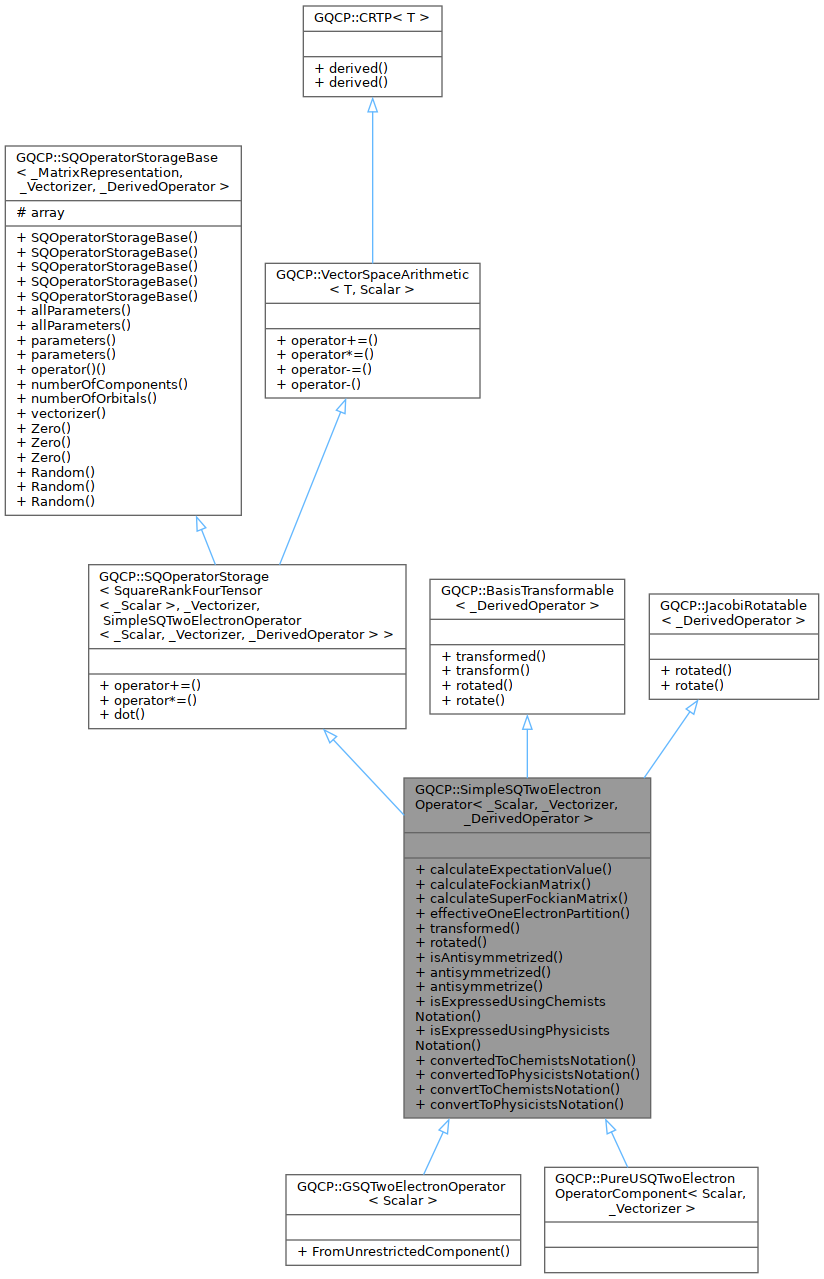 GQCP::CRTP< T >
+ derived()
+ derived()
GQCP::SQOperatorStorageBase
< _MatrixRepresentation,
_Vectorizer, _DerivedOperator >
# array
+ SQOperatorStorageBase()
+ SQOperatorStorageBase()
+ SQOperatorStorageBase()
+ SQOperatorStorageBase()
+ SQOperatorStorageBase()
+ allParameters()
+ allParameters()
+ parameters()
+ parameters()
+ operator()()
+ numberOfComponents()
+ numberOfOrbitals()
+ vectorizer()
+ Zero()
+ Zero()
+ Zero()
+ Random()
+ Random()
+ Random()
GQCP::VectorSpaceArithmetic
< T, Scalar >
+ operator+=()
+ operator*=()
+ operator-=()
+ operator-()
GQCP::SQOperatorStorage
< SquareRankFourTensor
< _Scalar >, _Vectorizer,
SimpleSQTwoElectronOperator
< _Scalar, _Vectorizer, _DerivedOperator > >
+ operator+=()
+ operator*=()
+ dot()
GQCP::BasisTransformable
< _DerivedOperator >
+ transformed()
+ transform()
+ rotated()
+ rotate()
GQCP::JacobiRotatable
< _DerivedOperator >
+ rotated()
+ rotate()
GQCP::SimpleSQTwoElectron
Operator< _Scalar, _Vectorizer,
_DerivedOperator >
+ calculateExpectationValue()
+ calculateFockianMatrix()
+ calculateSuperFockianMatrix()
+ effectiveOneElectronPartition()
+ transformed()
+ rotated()
+ isAntisymmetrized()
+ antisymmetrized()
+ antisymmetrize()
+ isExpressedUsingChemists
Notation()
+ isExpressedUsingPhysicists
Notation()
+ convertedToChemistsNotation()
+ convertedToPhysicistsNotation()
+ convertToChemistsNotation()
+ convertToPhysicistsNotation()
GQCP::GSQTwoElectronOperator
< Scalar >
+ FromUnrestrictedComponent()
GQCP::PureUSQTwoElectron
OperatorComponent< Scalar,
_Vectorizer >